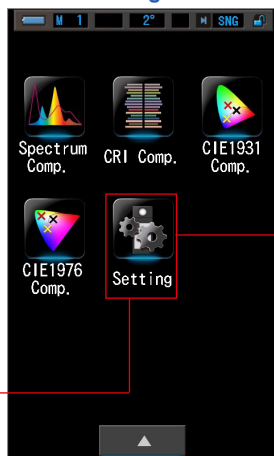 M 1 2° SNG
Spectrum
Comp.
CRI Comp.
CIE1931
Comp.
CIE1976
Comp.
Setting